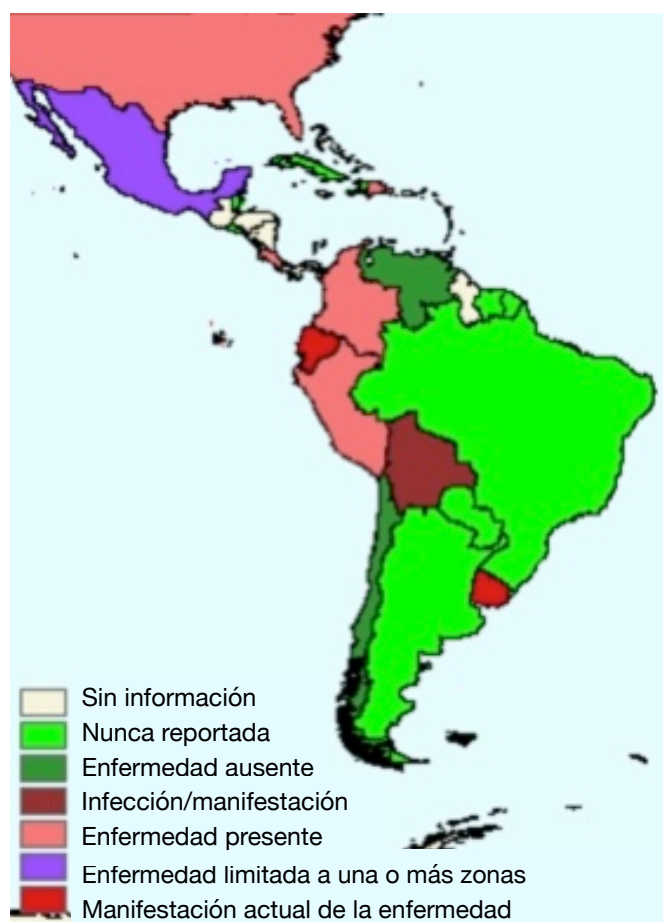 Sin información
Nunca reportada
Enfermedad ausente
Infección/manifestación
Enfermedad presente
Enfermedad limitada a una o más zonas
Manifestación actual de la enfermedad